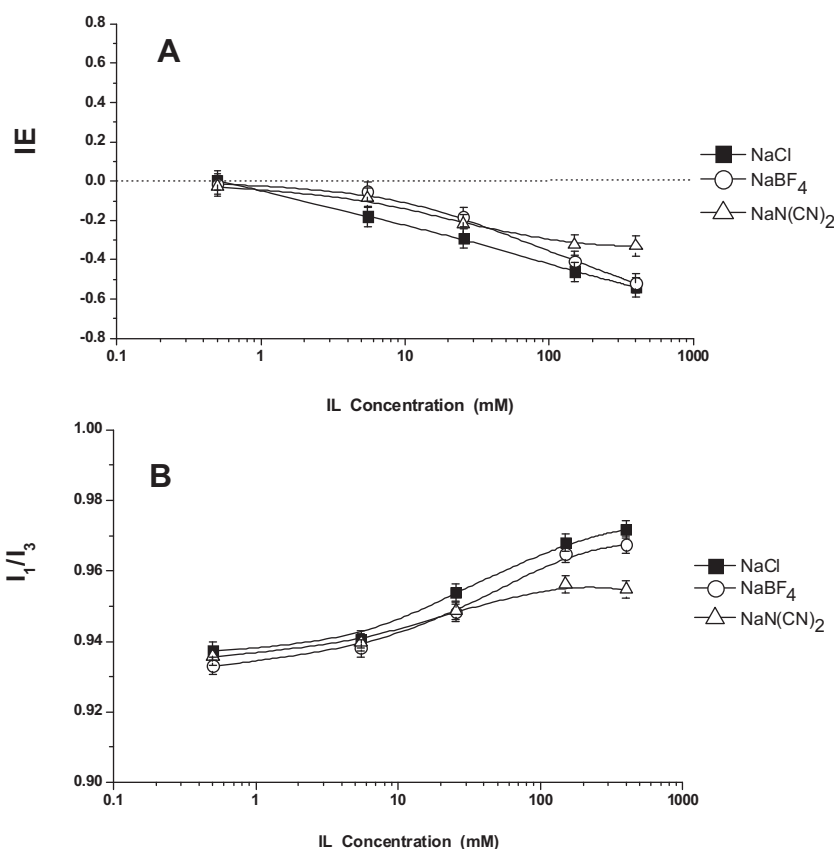 A
0.8
0.6
0.4
0.2
0.0
-0.2
-0.4
-0.6
-0.8
IE
0.1
1
10
100
1000
IL Concentration (mM)
NaCl
NaBF4
NaN(CN)2
B
1.00
0.98
0.96
0.94
0.92
0.90
I1/I3
0.1
1
10
100
1000
IL Concentration (mM)
NaCl
NaBF4
NaN(CN)2